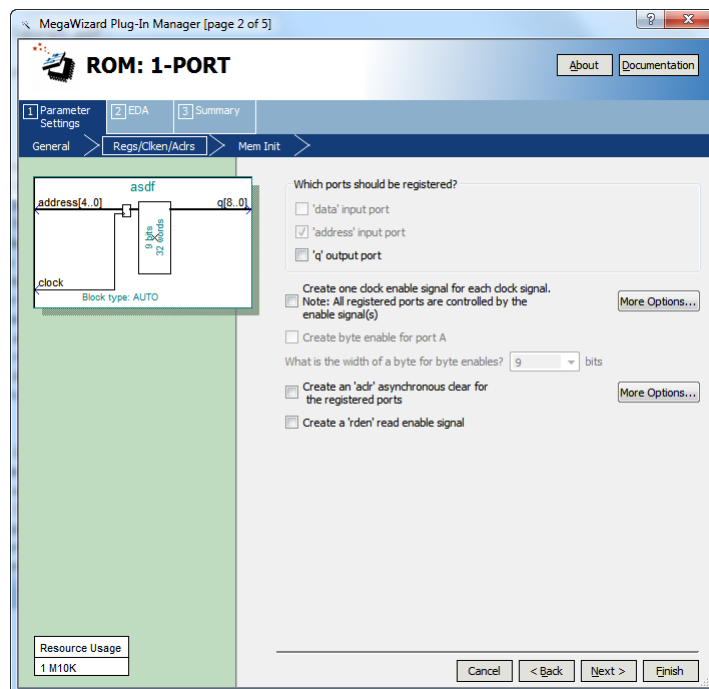 MegaWizard Plug-In Manager [page 2 of 5]
ROM: 1-PORT
About
Documentation
1 Parameter Settings
2 EDA
3 Summary
General
Regs/Clken/Aclrs
Mem Init
asdf
address[4..0]
q[8..0]
9 bits
32 words
clock
Block type: AUTO
Which ports should be registered?
'data' input port
'address' input port
'q' output port
Create one clock enable signal for each clock signal.
Note: All registered ports are controlled by the
enable signal(s)
More Options...
Create byte enable for port A
What is the width of a byte for byte enables?
9
bits
Create an 'aclr' asynchronous clear for
the registered ports
More Options...
Create a 'rden' read enable signal
Resource Usage
1 M10K
Cancel
< Back
Next >
Finish